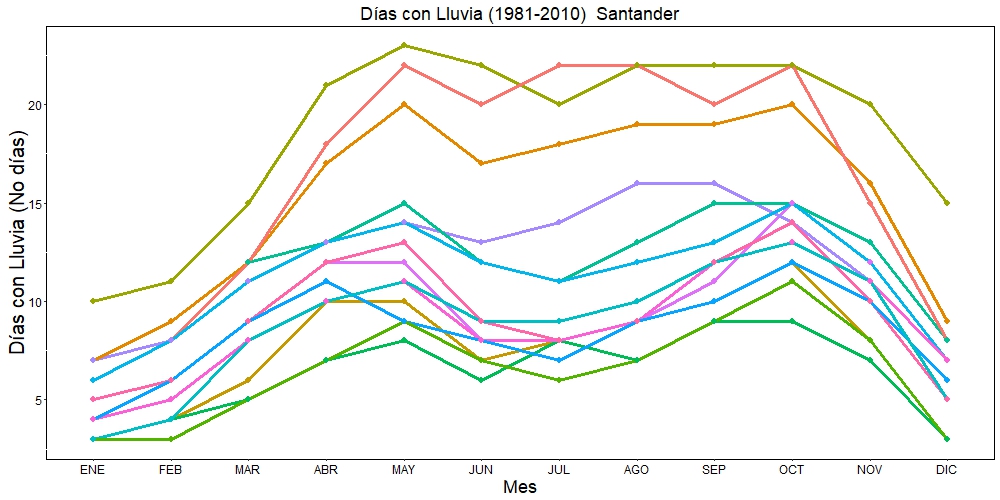 Días con Lluvia (1981-2010)  Santander
Días con Lluvia (No días)
20
15
10
5
ENE FEB MAR ABR MAY JUN JUL AGO SEP OCT NOV DIC
Mes